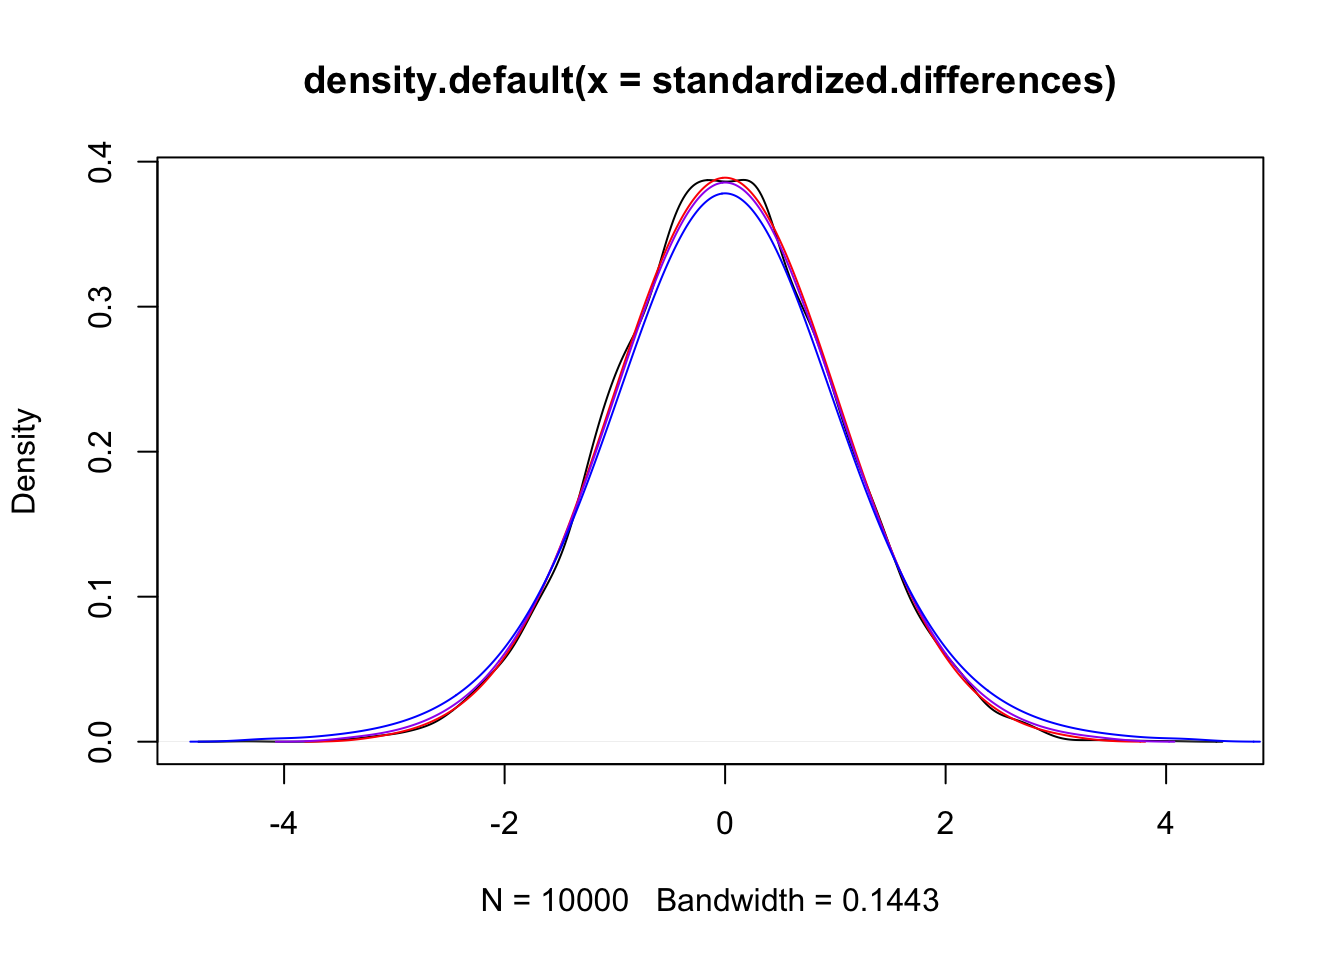 density.default(x = standardized.differences)
Density
0.4
0.3
0.2
0.1
0.0
-4 -2 0 2 4
N = 10000 Bandwidth = 0.1443